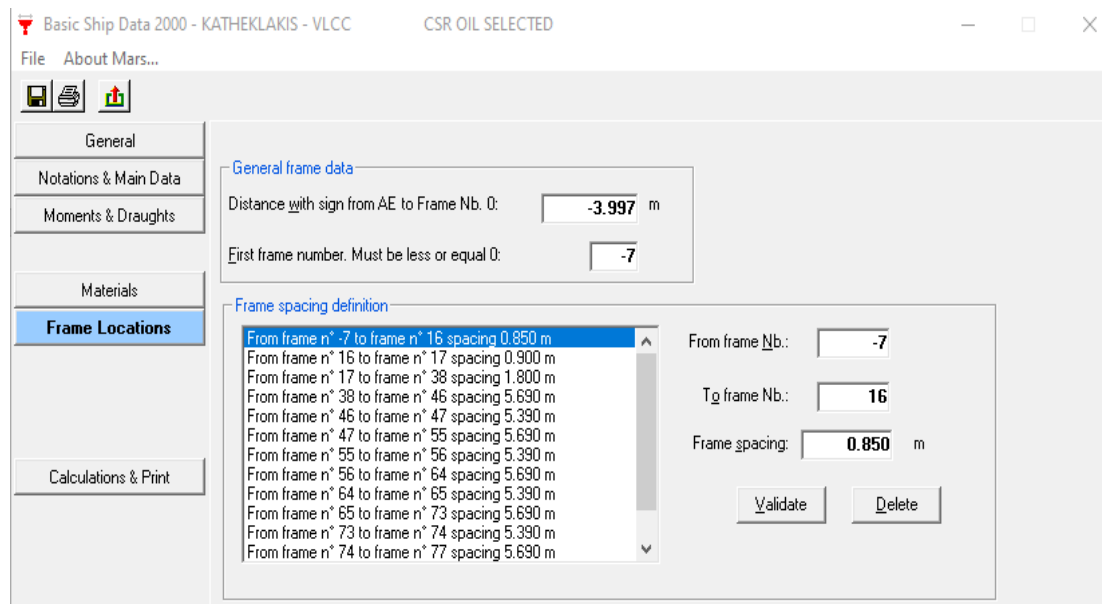 Basic Ship Data 2000 - KATHEKLAKIS - VLCC CSR OIL SELECTED
File About Mars...
General
Notations & Main Data
Moments & Draughts
Materials
Frame Locations
Calculations & Print
General frame data
Distance with sign from AE to Frame Nb. 0: -3.997 m
First frame number. Must be less or equal 0: -7
Frame spacing definition
From frame n° -7 to frame n° 16 spacing 0.850 m
From frame n° 16 to frame n° 17 spacing 0.900 m
From frame n° 17 to frame n° 38 spacing 1.800 m
From frame n° 38 to frame n° 46 spacing 5.690 m
From frame n° 46 to frame n° 47 spacing 5.390 m
From frame n° 47 to frame n° 55 spacing 5.690 m
From frame n° 55 to frame n° 56 spacing 5.390 m
From frame n° 56 to frame n° 64 spacing 5.690 m
From frame n° 64 to frame n° 65 spacing 5.390 m
From frame n° 65 to frame n° 73 spacing 5.690 m
From frame n° 73 to frame n° 74 spacing 5.390 m
From frame n° 74 to frame n° 77 spacing 5.690 m
From frame Nb.: -7
To frame Nb.: 16
Frame spacing: 0.850 m
Validate Delete